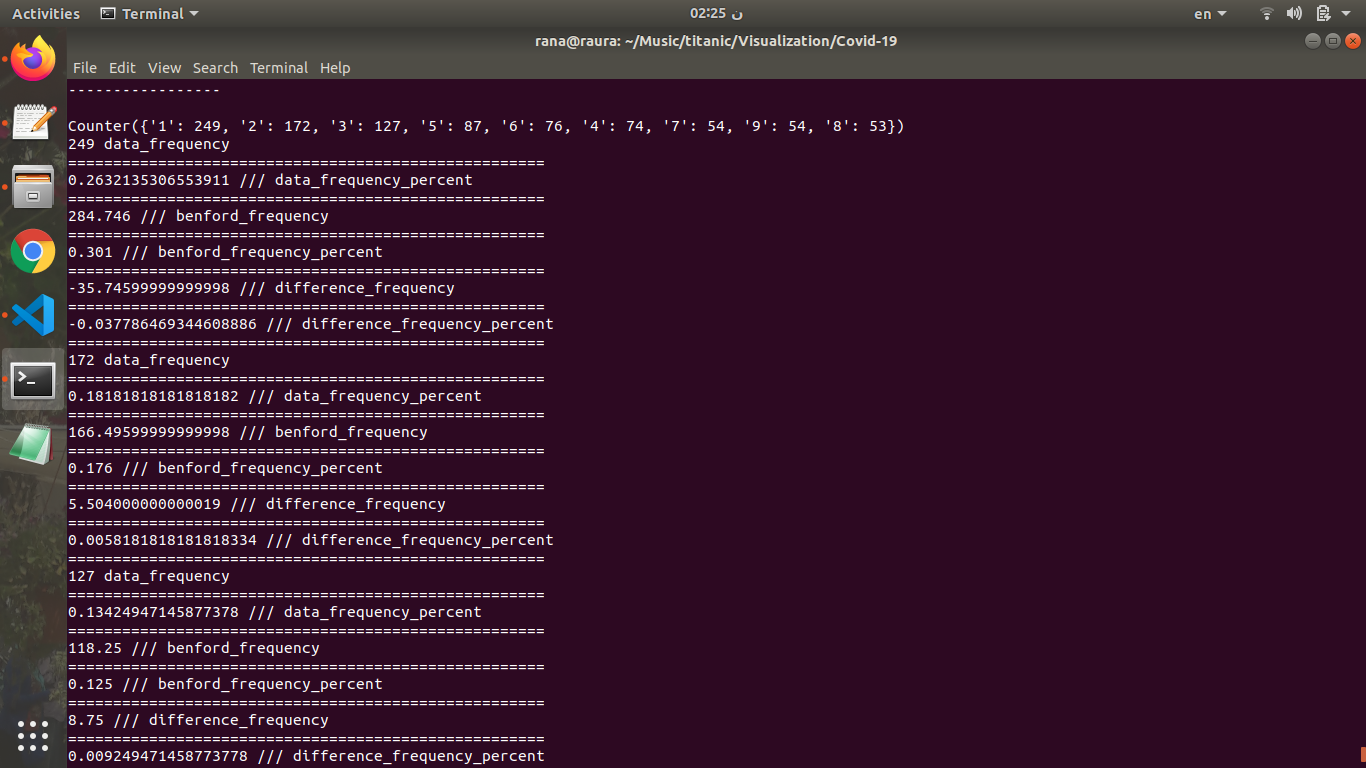 Activities Terminal 02:25 ن en
rana@raura: ~/Music/titanic/Visualization/Covid-19
File Edit View Search Terminal Help
-----------------
Counter({'1': 249, '2': 172, '3': 127, '5': 87, '6': 76, '4': 74, '7': 54, '9': 54, '8': 53})
249 data_frequency
=====================================================
0.2632135306553911 /// data_frequency_percent
=====================================================
284.746 /// benford_frequency
=====================================================
0.301 /// benford_frequency_percent
=====================================================
-35.74599999999998 /// difference_frequency
=====================================================
-0.037786469344608886 /// difference_frequency_percent
=====================================================
172 data_frequency
=====================================================
0.18181818181818182 /// data_frequency_percent
=====================================================
166.49599999999998 /// benford_frequency
=====================================================
0.176 /// benford_frequency_percent
=====================================================
5.504000000000019 /// difference_frequency
=====================================================
0.0058181818181818334 /// difference_frequency_percent
=====================================================
127 data_frequency
=====================================================
0.13424947145877378 /// data_frequency_percent
=====================================================
118.25 /// benford_frequency
=====================================================
0.125 /// benford_frequency_percent
=====================================================
8.75 /// difference_frequency
=====================================================
0.009249471458773778 /// difference_frequency_percent